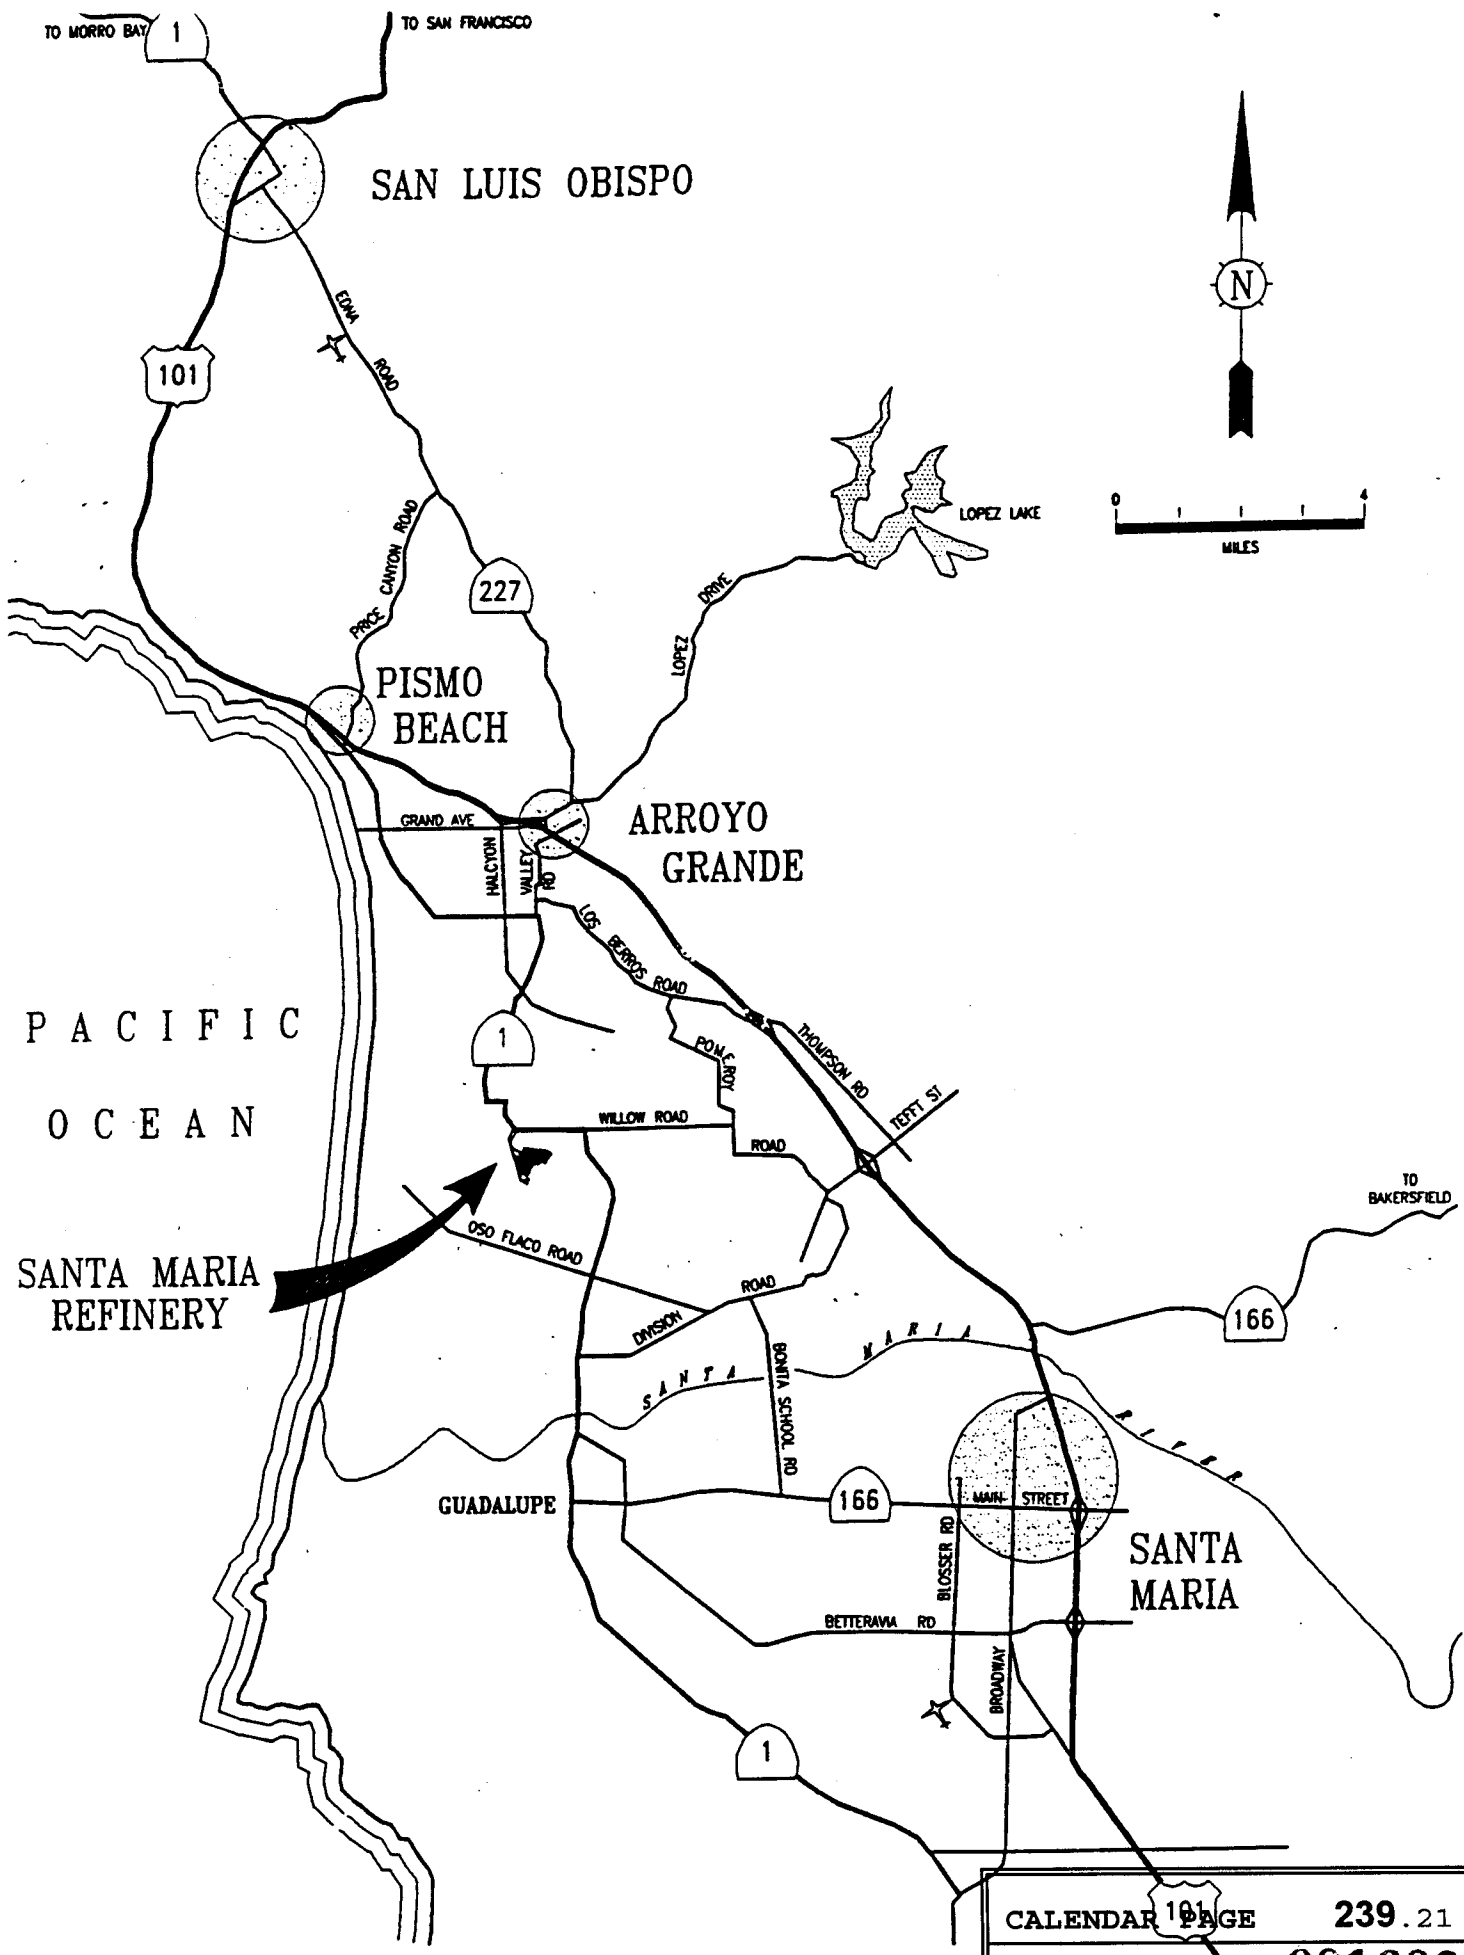 TO MORRO BAY
1
TO SAN FRANCISCO
SAN LUIS OBISPO
N
EDNA
ROAD
101
0
4
MILES
LOPEZ LAKE
PRICE CANYON ROAD
227
LOPEZ
DRIVE
PISMO
BEACH
ARROYO
GRANDE
GRAND AVE
HALCYON
VALLEY
RD
LOS BERROS ROAD
PACIFIC
OCEAN
1
POMEROY
THOMPSON RD
TEFFT ST
WILLOW ROAD
ROAD
TO
BAKERSFIELD
SANTA MARIA
REFINERY
OSO FLACO ROAD
DIVISION
ROAD
166
SANTA
MARIA
RIVER
BONITA SCHOOL RD
GUADALUPE
166
MAIN STREET
BLOSSER RD
SANTA
MARIA
BETTERAVIA RD
BROADWAY
1
101
CALENDAR PAGE 239.21